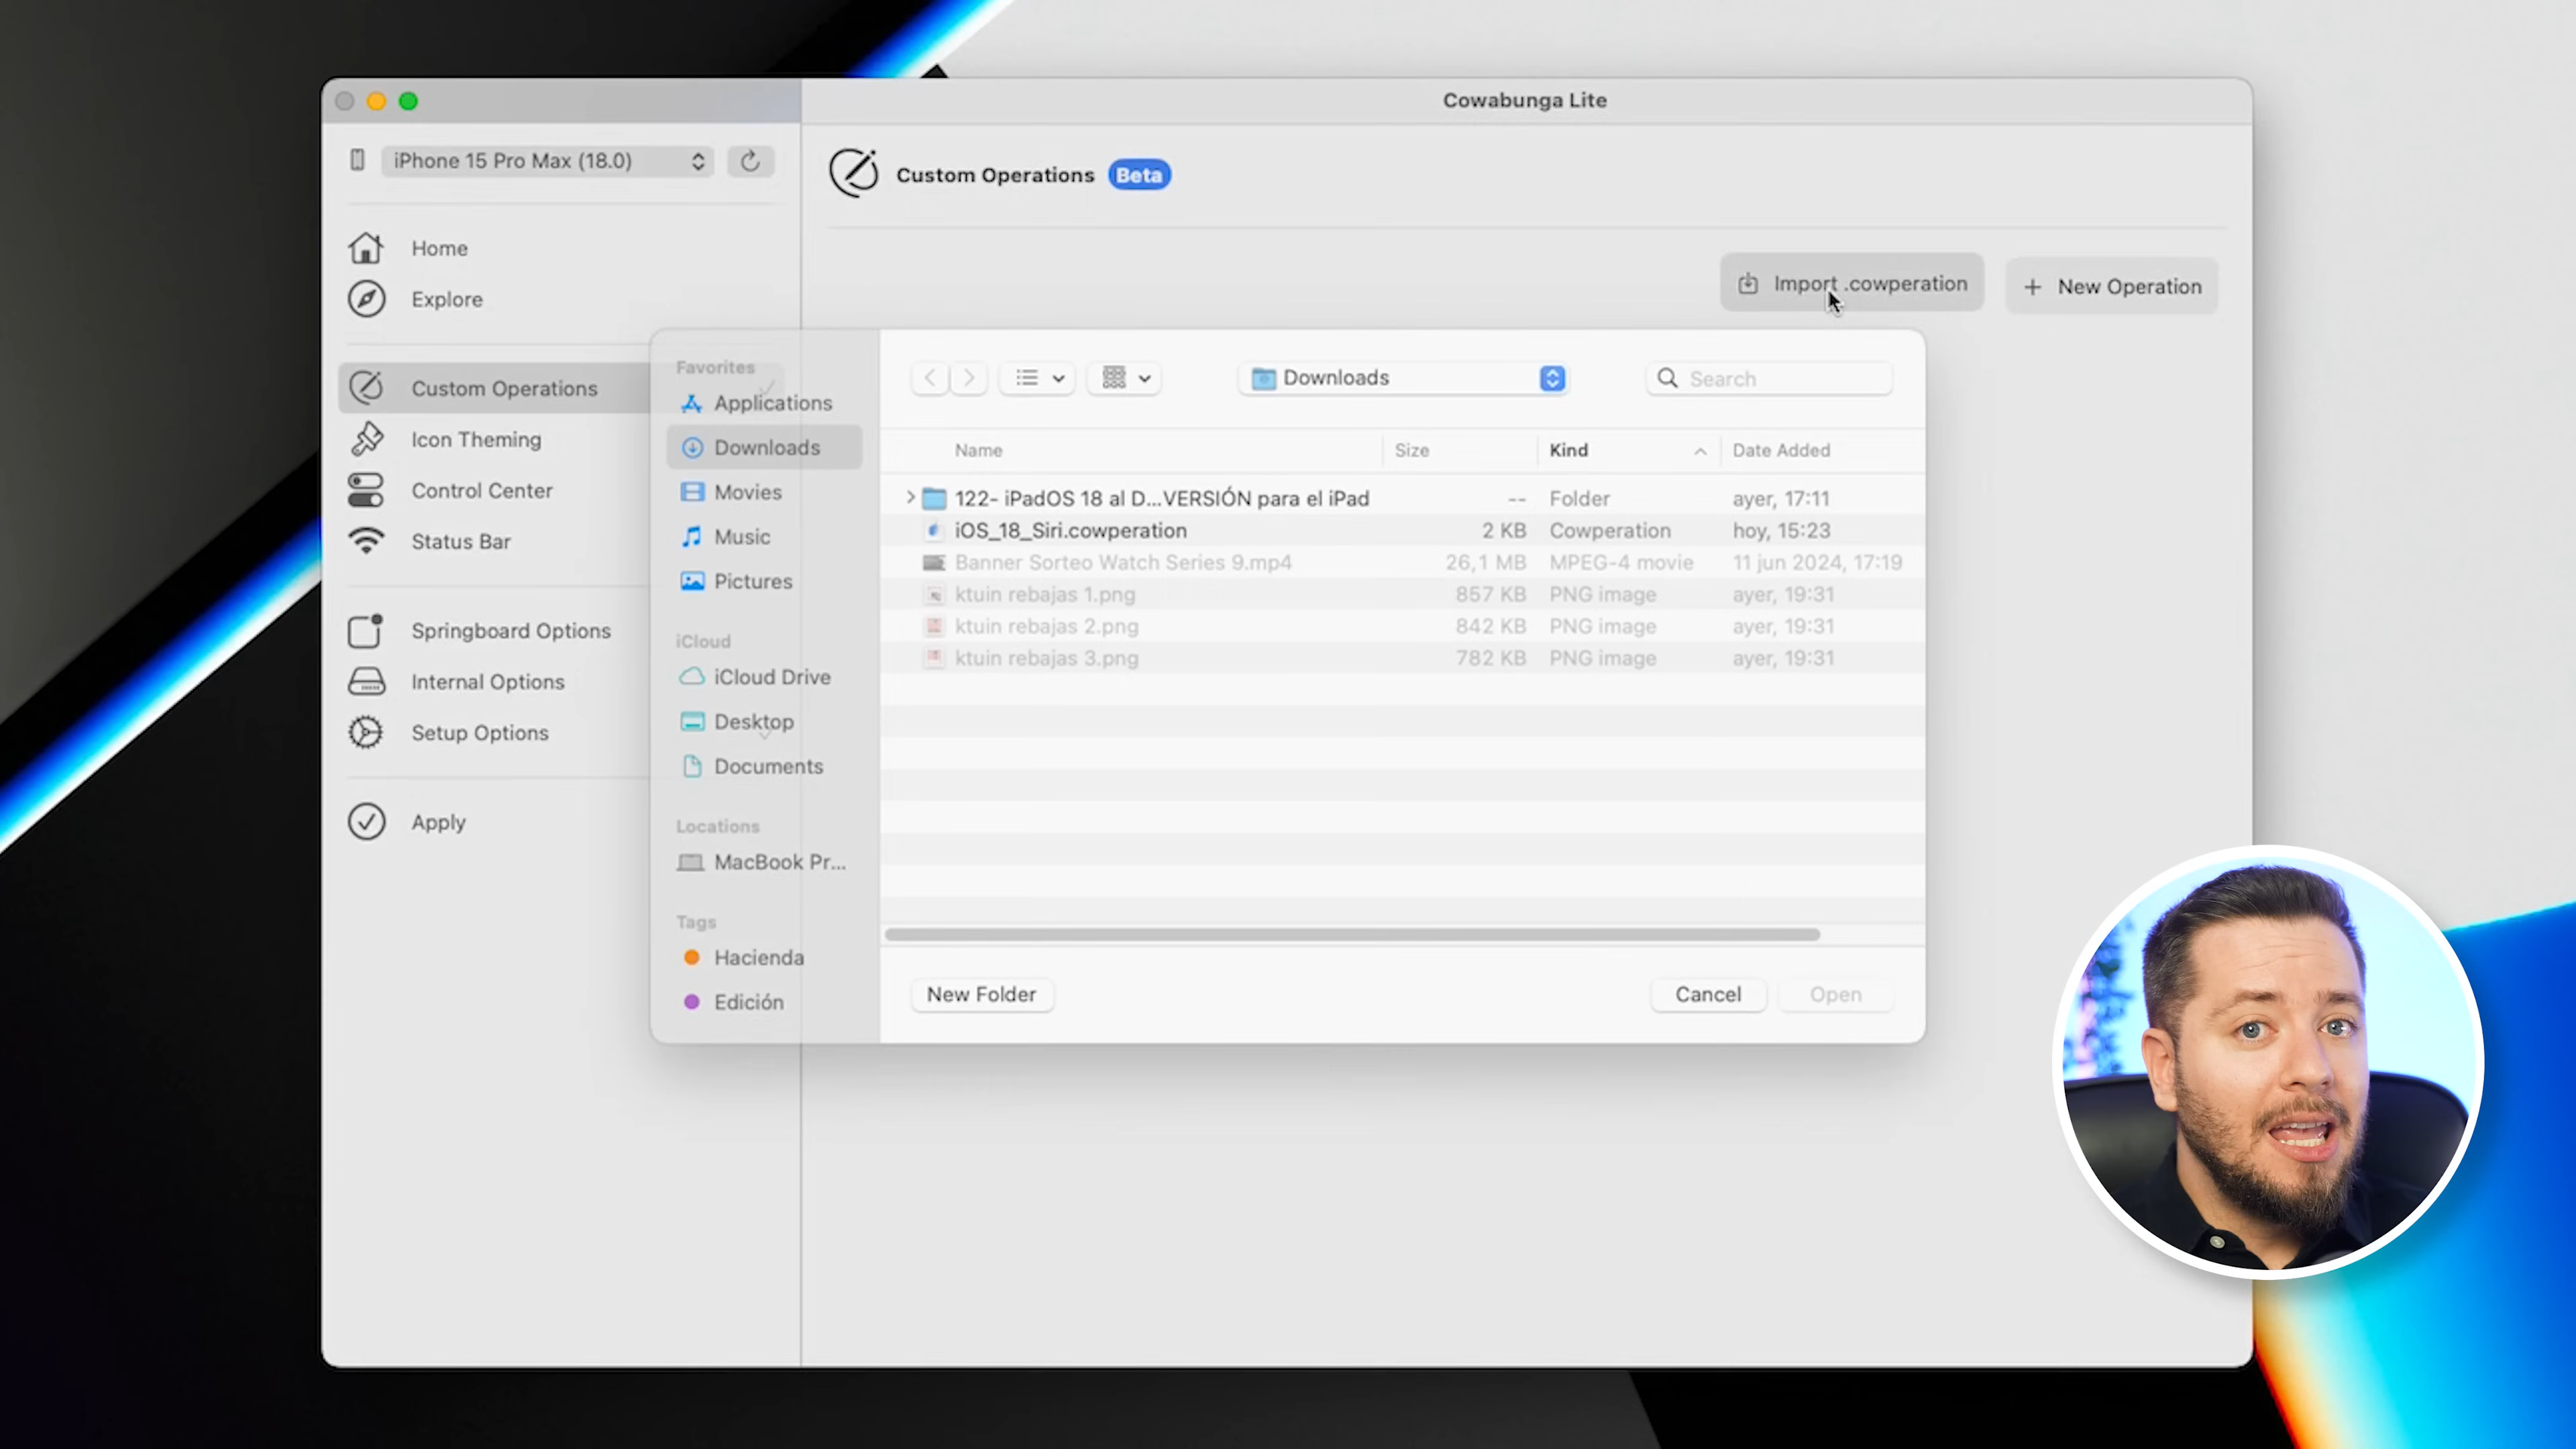 Cowabunga Lite
iPhone 15 Pro Max (18.0)
Home
Explore
Custom Operations
Icon Theming
Control Center
Status Bar
Springboard Options
Internal Options
Setup Options
Apply
Custom Operations Beta
Import .cowperation
New Operation
Favorites
Applications
Downloads
Movies
Music
Pictures
iCloud
iCloud Drive
Desktop
Documents
Locations
MacBook Pr...
Tags
Hacienda
Edición
Downloads
Search
Name Size Kind Date Added
122- iPadOS 18 al D...VERSIÓN para el iPad -- Folder ayer, 17:11
iOS_18_Siri.cowperation 2 KB Cowperation hoy, 15:23
Banner Sorteo Watch Series 9.mp4 26,1 MB MPEG-4 movie 11 jun 2024, 17:19
ktuin rebajas 1.png 857 KB PNG image ayer, 19:31
ktuin rebajas 2.png 842 KB PNG image ayer, 19:31
ktuin rebajas 3.png 782 KB PNG image ayer, 19:31
New Folder
Cancel
Open